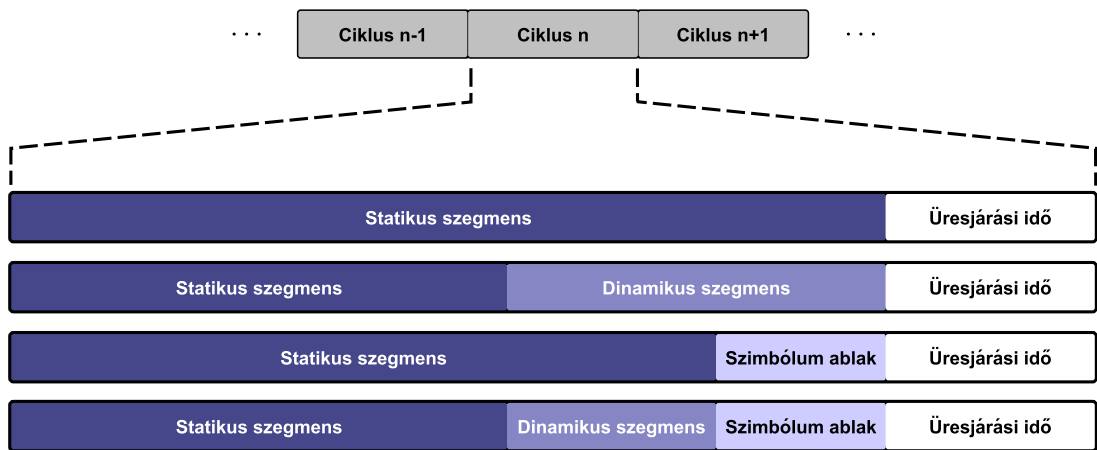 · · · Ciklus n-1 Ciklus n Ciklus n+1 · · ·
Statikus szegmens Üresjárási idő
Statikus szegmens Dinamikus szegmens Üresjárási idő
Statikus szegmens Szimbólum ablak Üresjárási idő
Statikus szegmens Dinamikus szegmens Szimbólum ablak Üresjárási idő